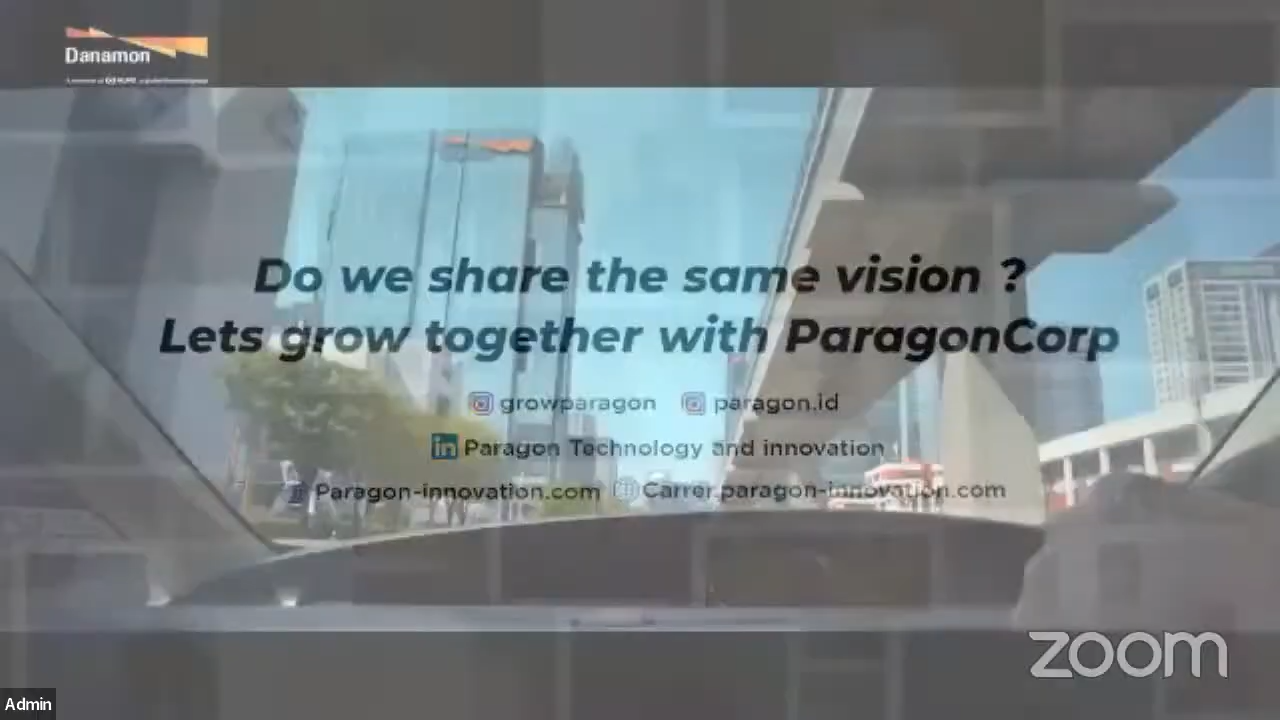 Danamon
Do we share the same vision ?
Lets grow together with ParagonCorp
growparagon paragon.id
in Paragon Technology and innovation
Paragon-innovation.com Carrer.paragon-innovation.com
zoom
Admin